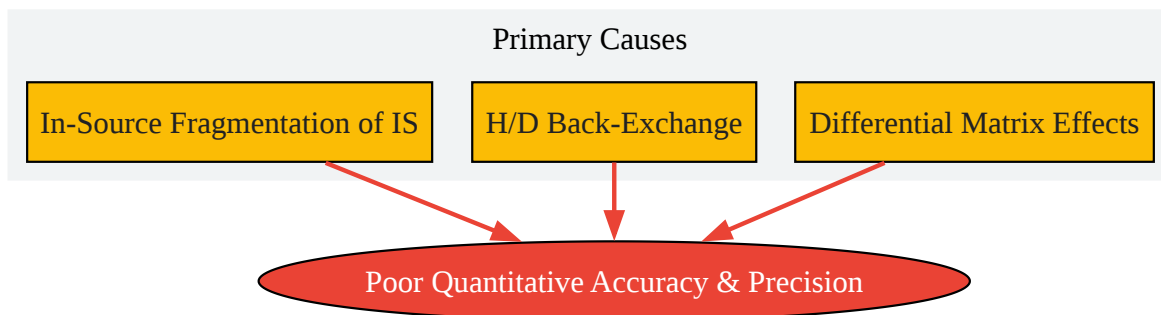 Primary Causes
In-Source Fragmentation of IS
H/D Back-Exchange
Differential Matrix Effects
Poor Quantitative Accuracy & Precision